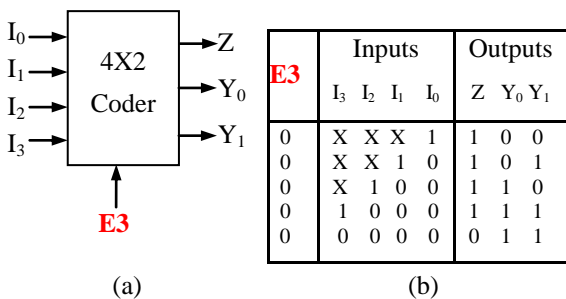 I₀
I₁
I₂
I₃
4X2
Coder
Z
Y₀
Y₁
E3
(a)
E3 Inputs Outputs
I₃ I₂ I₁ I₀ Z Y₀ Y₁
0 X X X 1 1 0 0
0 X X 1 0 1 0 1
0 X 1 0 0 1 1 0
0 1 0 0 0 1 1 1
0 0 0 0 0 0 1 1
(b)